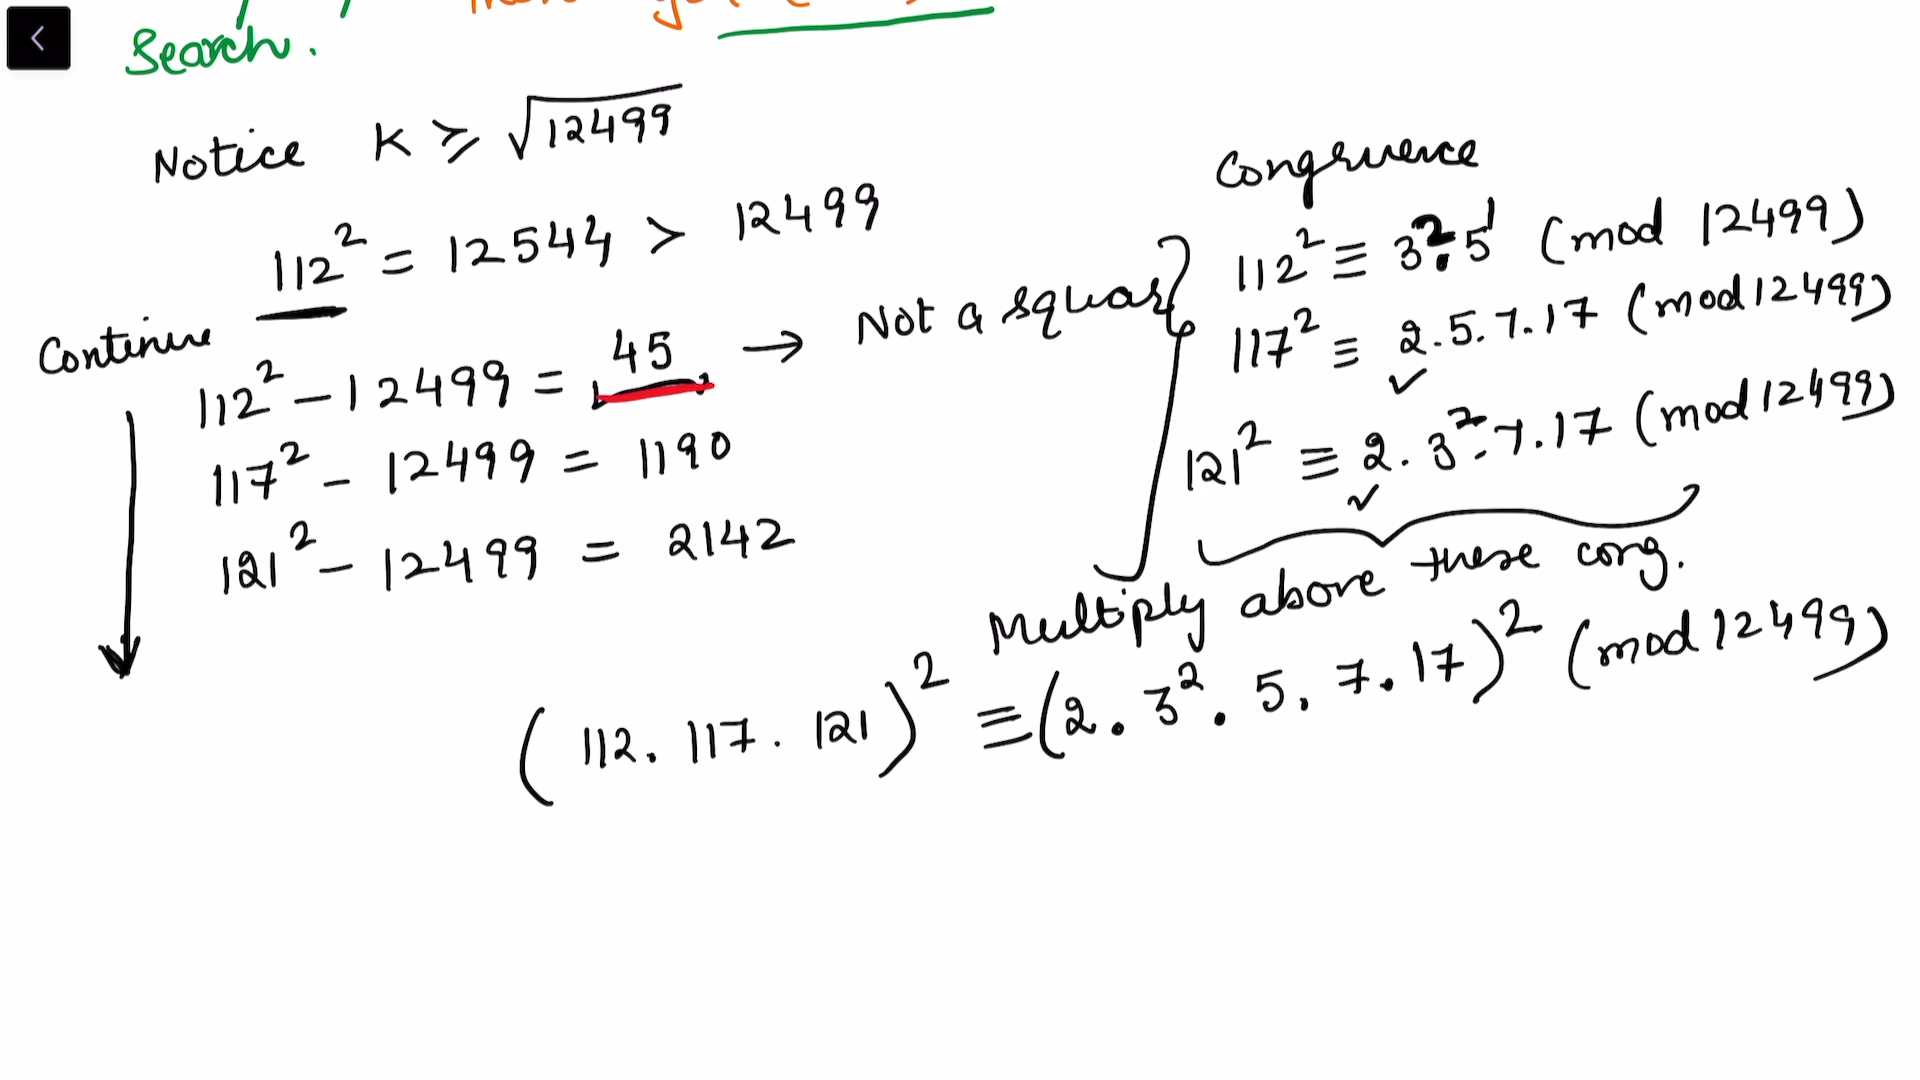 Search.
Notice K ≥ √12499
112² = 12544 > 12499
Continue
112² - 12499 = 45 → Not a square
117² - 12499 = 1190
121² - 12499 = 2142
Congruence
112² ≡ 3².5¹ (mod 12499)
117² ≡ 2.5.7.17 (mod 12499)
121² ≡ 2.3².7.17 (mod 12499)
Multiply above these cong.
(112. 117. 121)² ≡ (2. 3². 5. 7. 17)² (mod 12499)